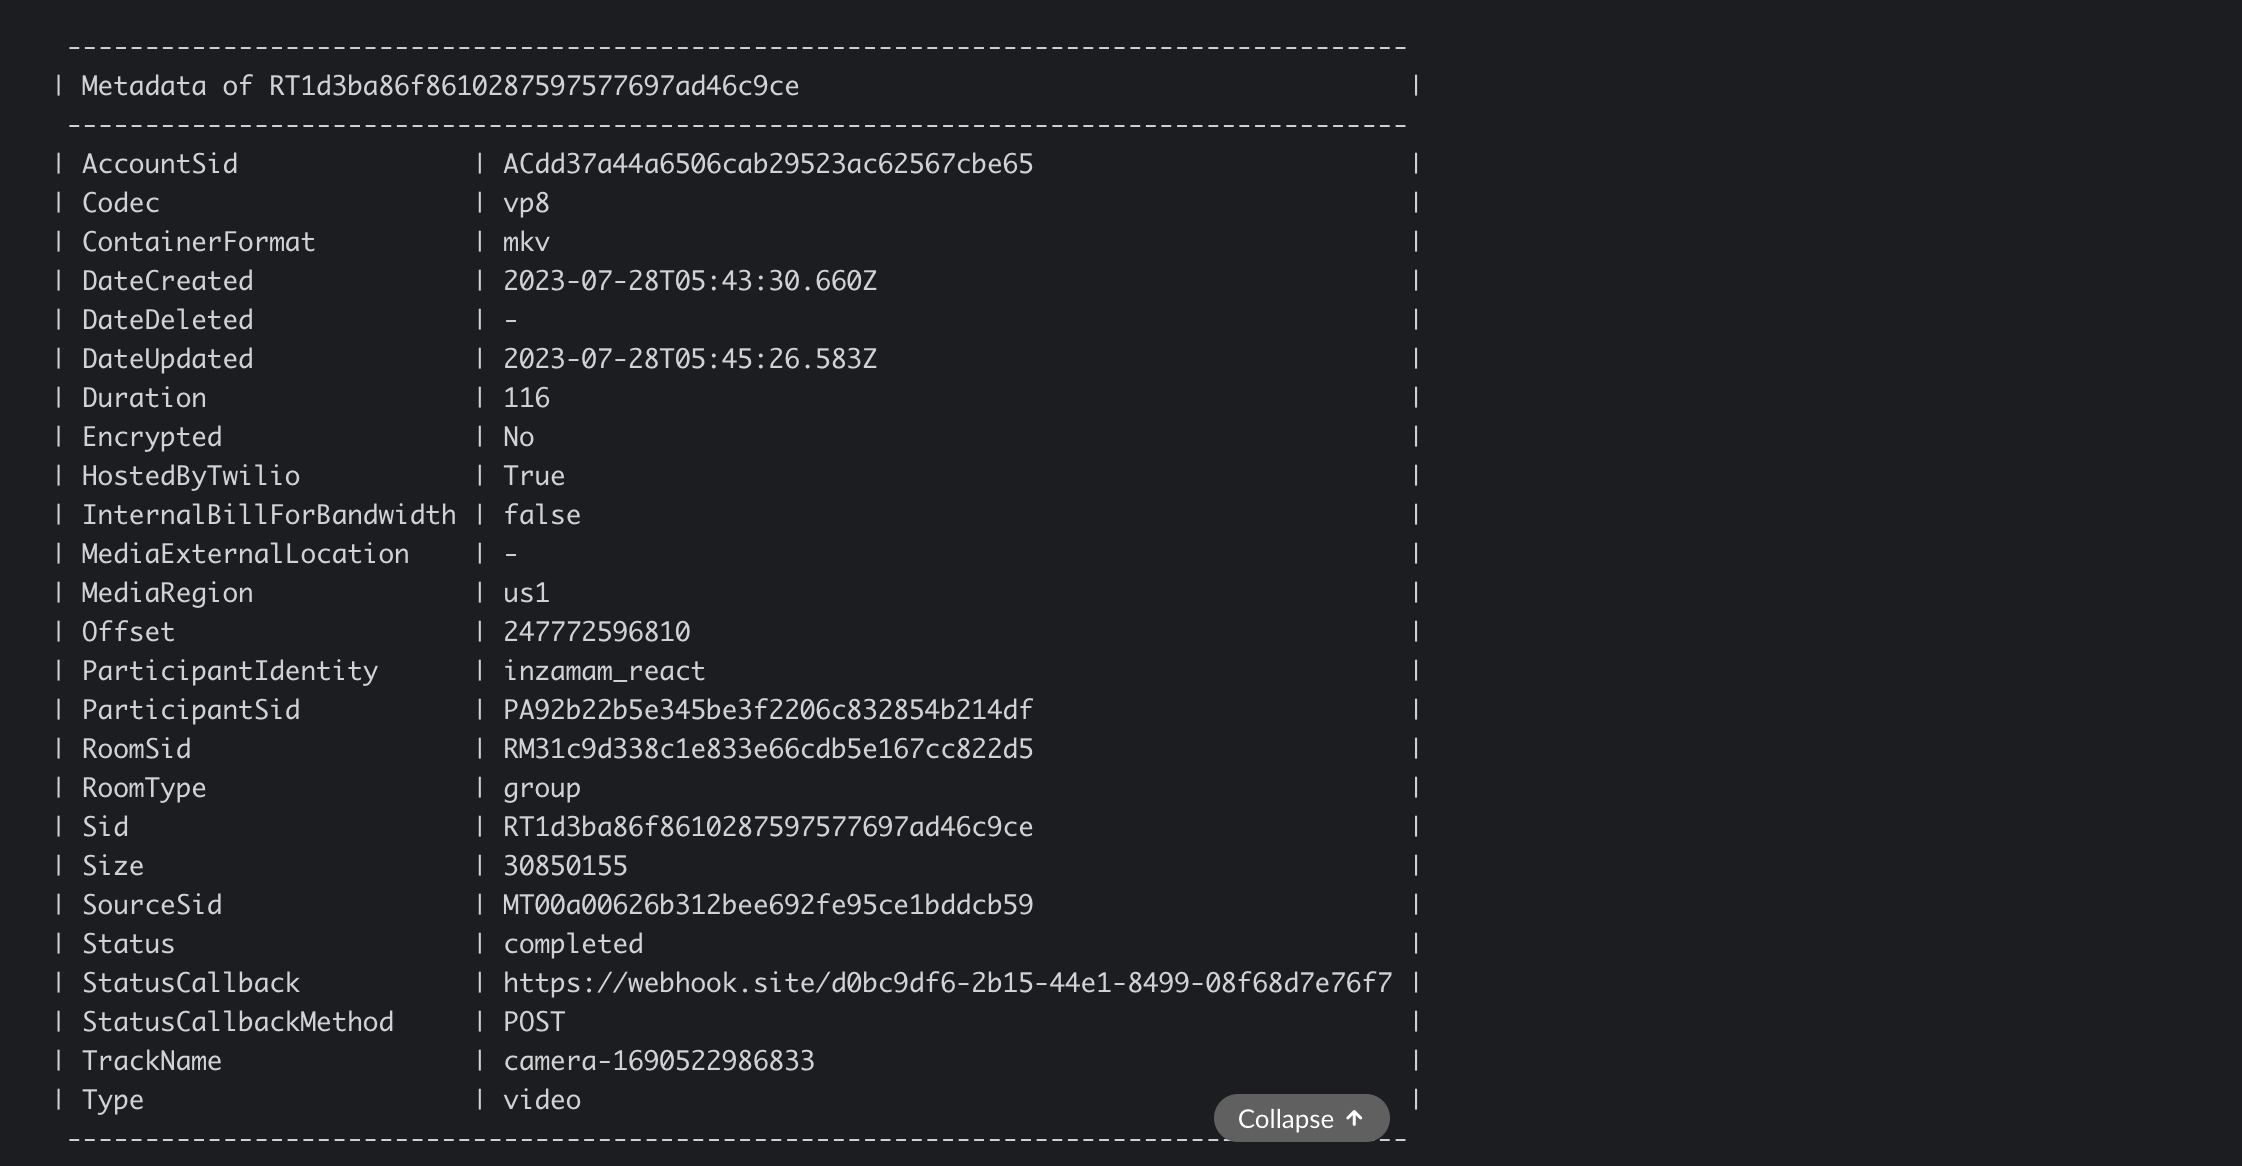 --------------------------------------------------------------------------------------
| Metadata of RT1d3ba86f8610287597577697ad46c9ce |
--------------------------------------------------------------------------------------
| AccountSid | ACdd37a44a6506cab29523ac62567cbe65 |
| Codec | vp8 |
| ContainerFormat | mkv |
| DateCreated | 2023-07-28T05:43:30.660Z |
| DateDeleted | - |
| DateUpdated | 2023-07-28T05:45:26.583Z |
| Duration | 116 |
| Encrypted | No |
| HostedByTwilio | True |
| InternalBillForBandwidth | false |
| MediaExternalLocation | - |
| MediaRegion | us1 |
| Offset | 247772596810 |
| ParticipantIdentity | inzamam_react |
| ParticipantSid | PA92b22b5e345be3f2206c832854b214df |
| RoomSid | RM31c9d338c1e833e66cdb5e167cc822d5 |
| RoomType | group |
| Sid | RT1d3ba86f8610287597577697ad46c9ce |
| Size | 30850155 |
| SourceSid | MT00a00626b312bee692fe95ce1bddcb59 |
| Status | completed |
| StatusCallback | https://webhook.site/d0bc9df6-2b15-44e1-8499-08f68d7e76f7 |
| StatusCallbackMethod | POST |
| TrackName | camera-1690522986833 |
| Type | video |
Collapse ↑
--------------------------------------------------------------------------------------